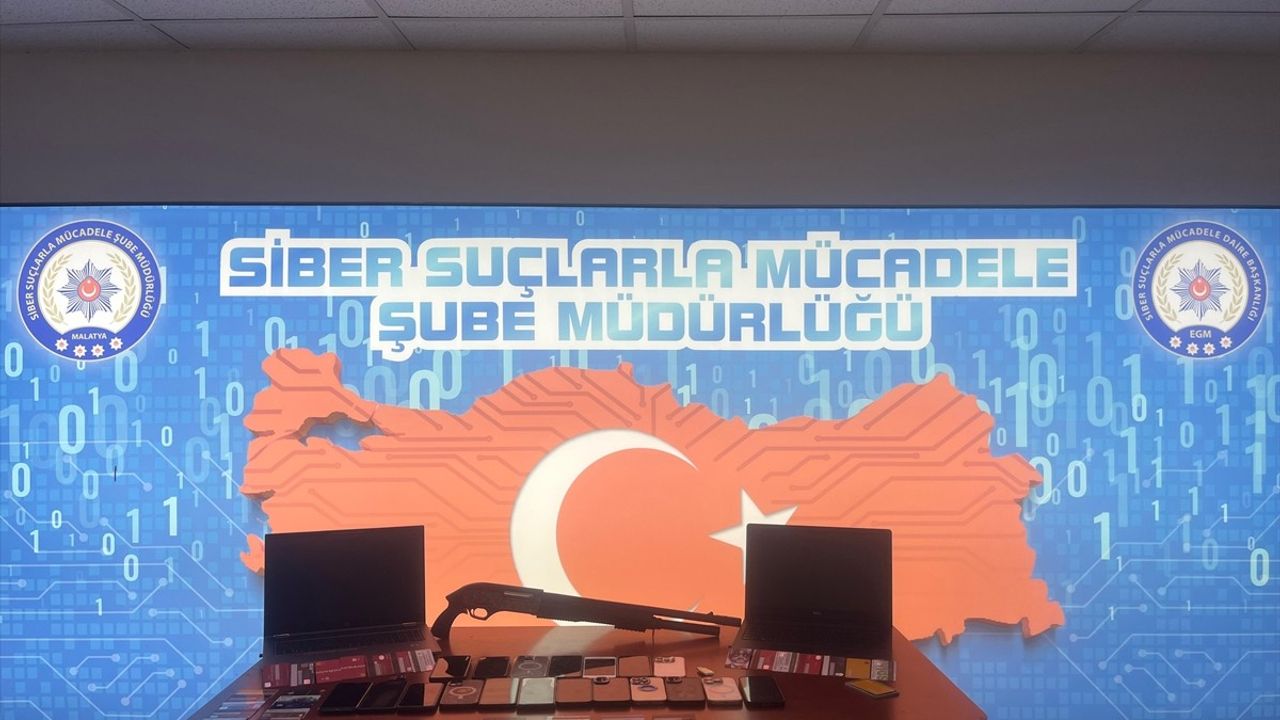 SİBER SUÇLARLA MÜCADELE
ŞUBE MÜDÜRLÜĞÜ
SİBER SUÇLARLA MÜCADELE ŞUBE MÜDÜRLÜĞÜ
MALATYA
SİBER SUÇLARLA MÜCADELE DAİRE BAŞKANLIĞI
EGM